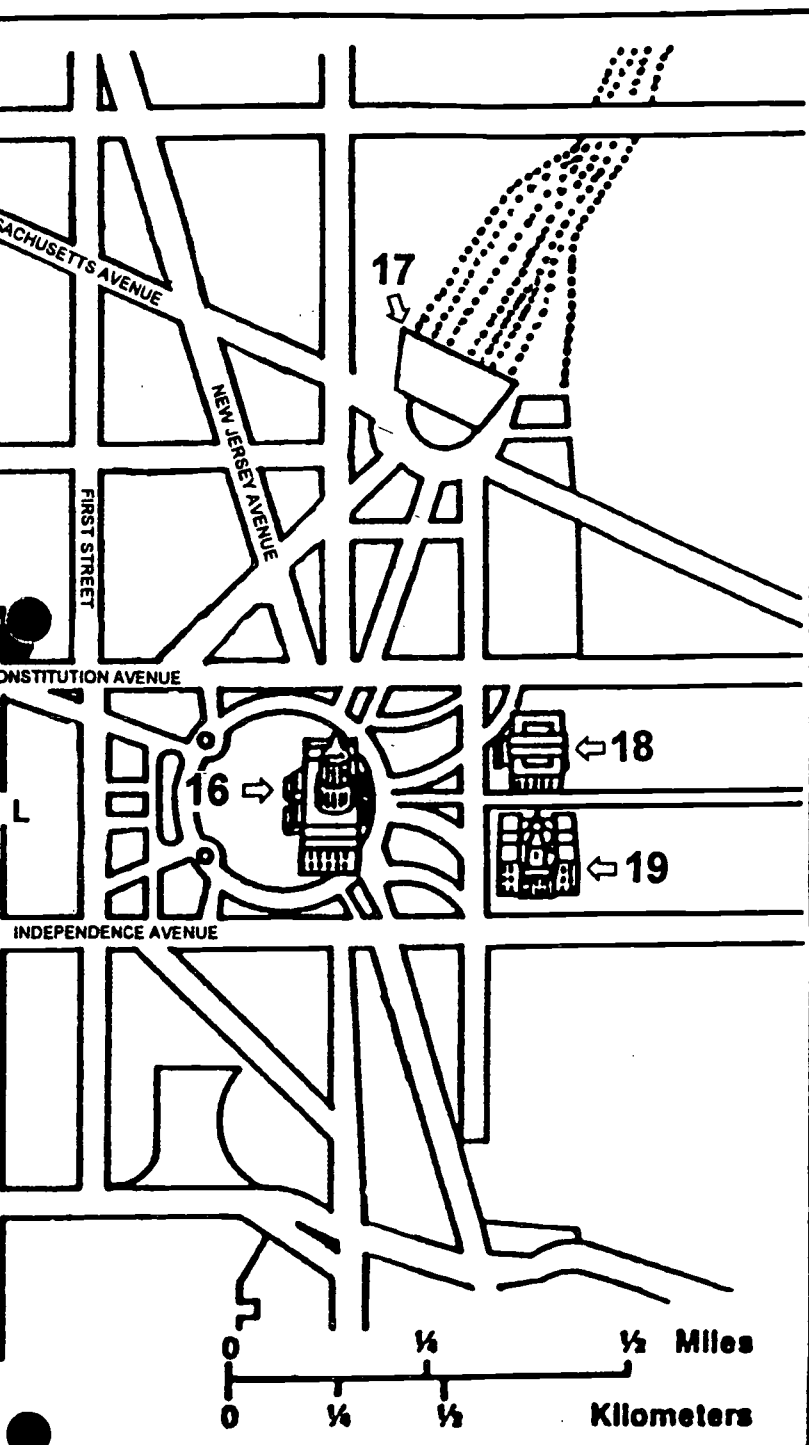 17
SACHUSETTS AVENUE
NEW JERSEY AVENUE
FIRST STREET
ONSTITUTION AVENUE
18
16
L
19
INDEPENDENCE AVENUE
0 ¼ ½ Miles
0 ¼ ½ Kilometers